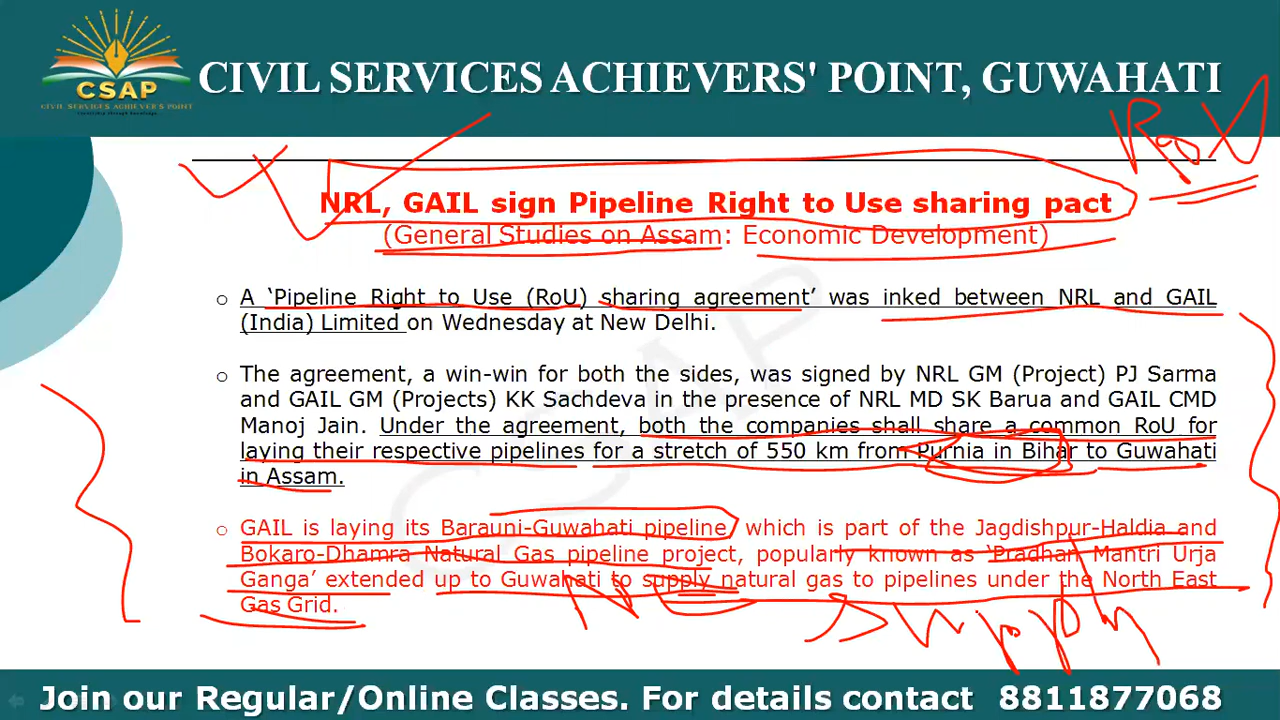 CSAP
CIVIL SERVICES ACHIEVER'S POINT
CIVIL SERVICES ACHIEVERS' POINT, GUWAHATI
RoU
NRL, GAIL sign Pipeline Right to Use sharing pact
(General Studies on Assam: Economic Development)
o A ‘Pipeline Right to Use (RoU) sharing agreement’ was inked between NRL and GAIL
(India) Limited on Wednesday at New Delhi.
o The agreement, a win-win for both the sides, was signed by NRL GM (Project) PJ Sarma
and GAIL GM (Projects) KK Sachdeva in the presence of NRL MD SK Barua and GAIL CMD
Manoj Jain. Under the agreement, both the companies shall share a common RoU for
laying their respective pipelines for a stretch of 550 km from Purnia in Bihar to Guwahati
in Assam.
o GAIL is laying its Barauni-Guwahati pipeline, which is part of the Jagdishpur-Haldia and
Bokaro-Dhamra Natural Gas pipeline project, popularly known as ‘Pradhan Mantri Urja
Ganga’ extended up to Guwahati to supply natural gas to pipelines under the North East
Gas Grid.
supply
CSAP
Join our Regular/Online Classes. For details contact 8811877068